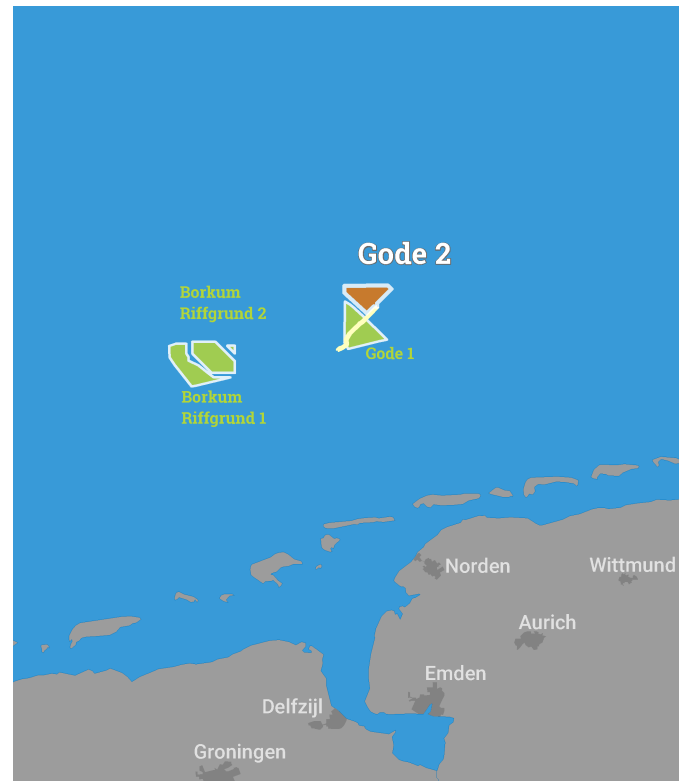 Gode 2
Borkum
Riffgrund 2
Gode 1
Borkum
Riffgrund 1
Norden
Wittmund
Aurich
Emden
Delfzijl
Groningen